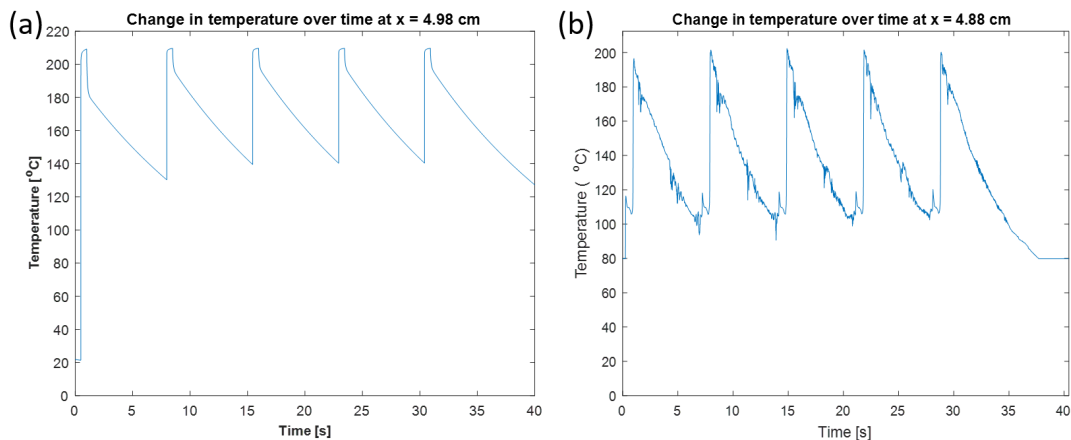 (a)
Change in temperature over time at x = 4.98 cm
Temperature [°C]
220
200
180
160
140
120
100
80
60
40
20
0
0 5 10 15 20 25 30 35 40
Time [s]
(b)
Change in temperature over time at x = 4.88 cm
Temperature ( °C)
200
180
160
140
120
100
80
60
40
20
0
0 5 10 15 20 25 30 35 40
Time [s]